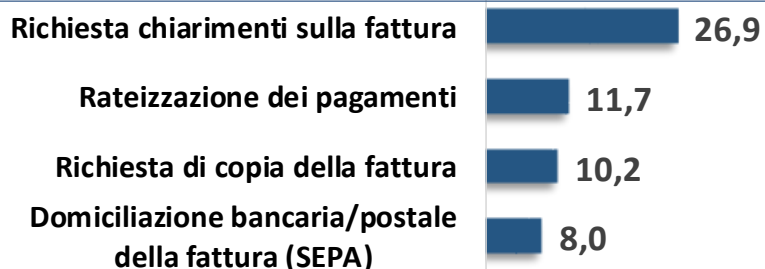 Richiesta chiarimenti sulla fattura 26,9
Rateizzazione dei pagamenti 11,7
Richiesta di copia della fattura 10,2
Domiciliazione bancaria/postale
della fattura (SEPA) 8,0